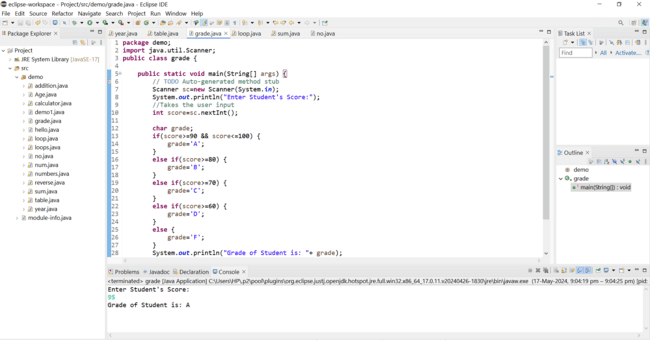 eclipse-workspace - Project/src/demo/grade.java - Eclipse IDE
File Edit Source Refactor Navigate Search Project Run Window Help
Package Explorer
Project
JRE System Library [JavaSE-17]
src
demo
addition.java
Age.java
calculator.java
demo1.java
grade.java
hello.java
loop.java
loops.java
no.java
num.java
numbers.java
reverse.java
sum.java
table.java
year.java
module-info.java
year.java table.java grade.java loop.java sum.java no.java
1 package demo;
2 import java.util.Scanner;
3 public class grade {
4
5 public static void main(String[] args) {
6 // TODO Auto-generated method stub
7 Scanner sc=new Scanner(System.in);
8 System.out.println("Enter Student's Score:");
9 //Takes the user input
10 int score=sc.nextInt();
11
12 char grade;
13 if(score>=90 && score<=100) {
14 grade='A';
15 }
16 else if(score>=80) {
17 grade='B';
18 }
19 else if(score>=70) {
20 grade='C';
21 }
22 else if(score>=60) {
23 grade='D';
24 }
25 else {
26 grade='F';
27 }
28 System.out.println("Grade of Student is: "+ grade);
Task List
Find All Activate...
Outline
demo
grade
main(String[]) : void
Problems Javadoc Declaration Console
<terminated> grade [Java Application] C:\Users\HP\.p2\pool\plugins\org.eclipse.justj.openjdk.hotspot.jre.full.win32.x86_64_17.0.11.v20240426-1830\jre\bin\javaw.exe (17-May-2024, 9:04:19 pm – 9:04:25 pm) [pid:
Enter Student's Score:
Grade of Student is: A